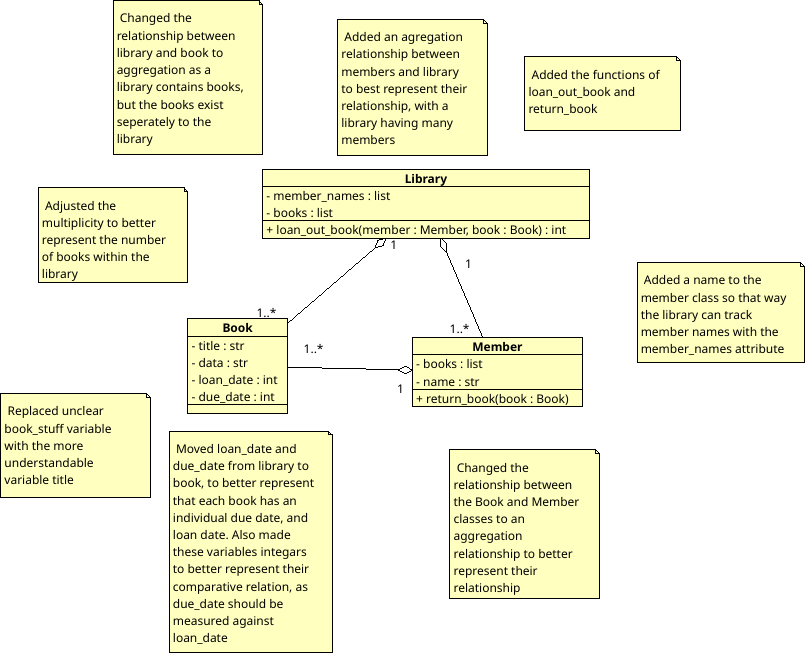 Changed the
relationship between
library and book to
aggregation as a
library contains books,
but the books exist
seperately to the
library
Added an agregation
relationship between
members and library
to best represent their
relationship, with a
library having many
members
Added the functions of
loan_out_book and
return_book
Adjusted the
multiplicity to better
represent the number
of books within the
library
Library
- member_names : list
- books : list
+ loan_out_book(member : Member, book : Book) : int
1
1
1..*
1..*
Added a name to the
member class so that way
the library can track
member names with the
member_names attribute
Book
- title : str
- data : str
- loan_date : int
- due_date : int
1..*
1
Member
- books : list
- name : str
+ return_book(book : Book)
Replaced unclear
book_stuff variable
with the more
understandable
variable title
Moved loan_date and
due_date from library to
book, to better represent
that each book has an
individual due date, and
loan date. Also made
these variables integars
to better represent their
comparative relation, as
due_date should be
measured against
loan_date
Changed the
relationship between
the Book and Member
classes to an
aggregation
relationship to better
represent their
relationship